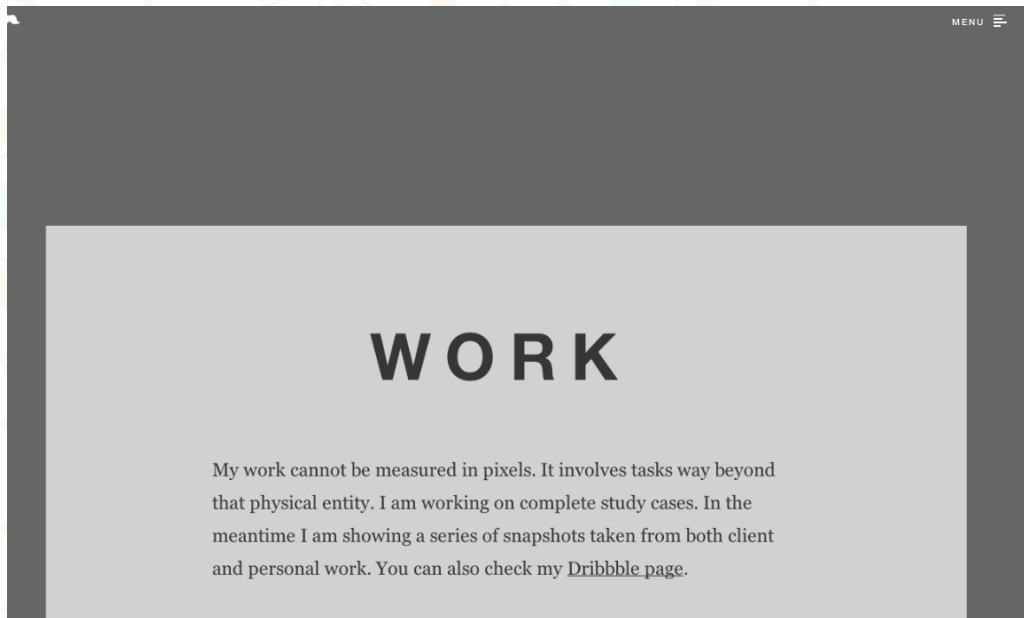 MENU
WORK
My work cannot be measured in pixels. It involves tasks way beyond
that physical entity. I am working on complete study cases. In the
meantime I am showing a series of snapshots taken from both client
and personal work. You can also check my Dribbble page.